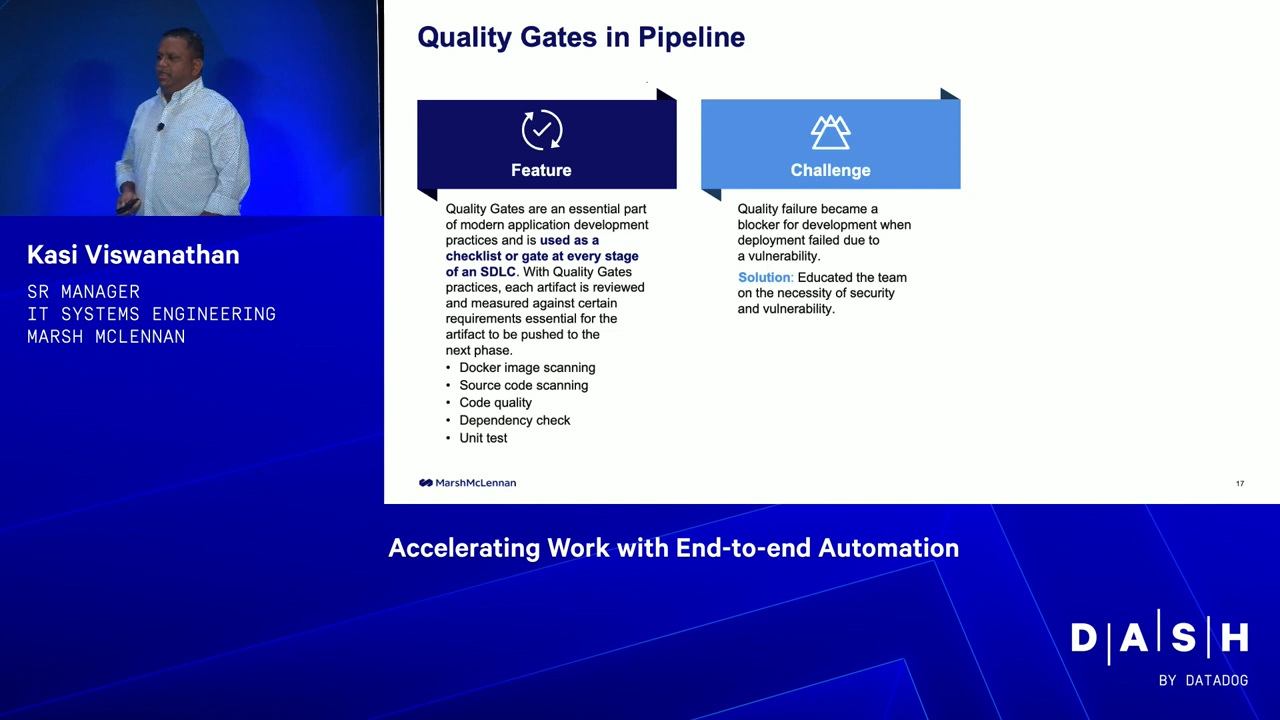 Quality Gates in Pipeline
Feature
Quality Gates are an essential part
of modern application development
practices and is used as a
checklist or gate at every stage
of an SDLC. With Quality Gates
practices, each artifact is reviewed
and measured against certain
requirements essential for the
artifact to be pushed to the
next phase.
• Docker image scanning
• Source code scanning
• Code quality
• Dependency check
• Unit test
Challenge
Quality failure became a
blocker for development when
deployment failed due to
a vulnerability.
Solution: Educated the team
on the necessity of security
and vulnerability.
MarshMcLennan
17
Kasi Viswanathan
SR MANAGER
IT SYSTEMS ENGINEERING
MARSH MCLENNAN
Accelerating Work with End-to-end Automation
D|A|S|H
BY DATADOG